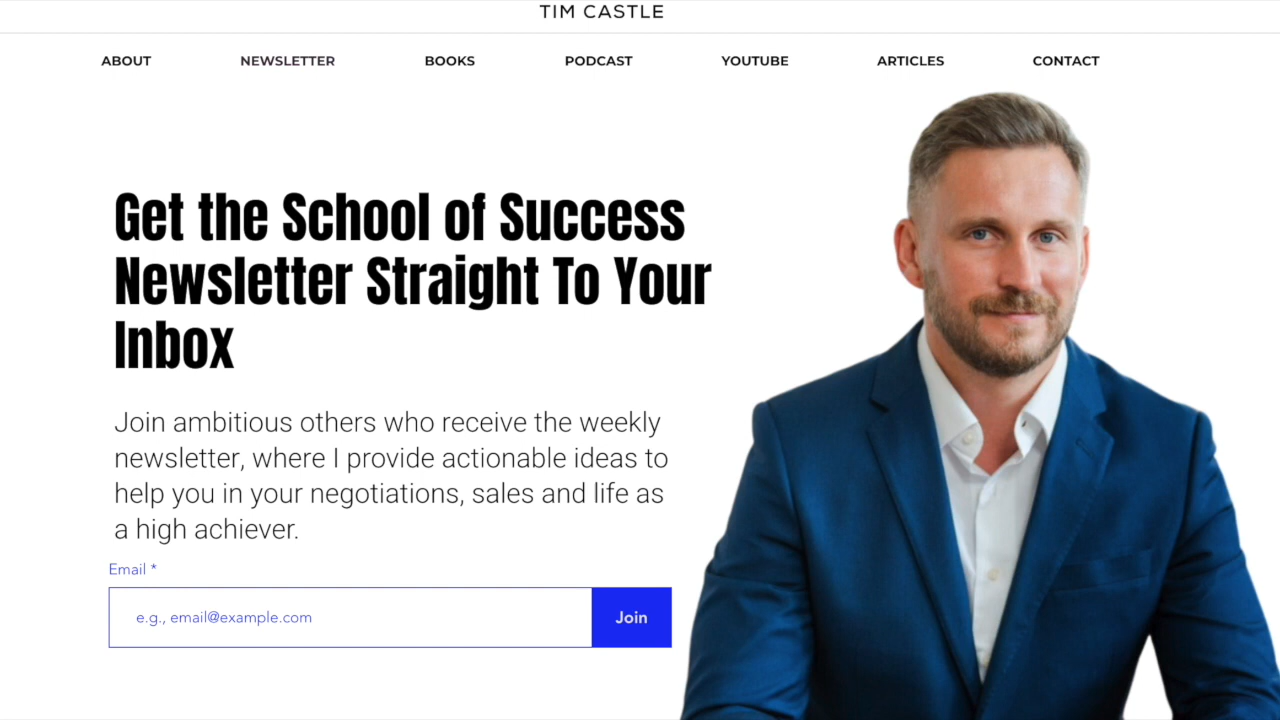 TIM CASTLE
ABOUT NEWSLETTER BOOKS PODCAST YOUTUBE ARTICLES CONTACT
Get the School of Success
Newsletter Straight To Your
Inbox
Join ambitious others who receive the weekly
newsletter, where I provide actionable ideas to
help you in your negotiations, sales and life as
a high achiever.
Email *
e.g., email@example.com Join